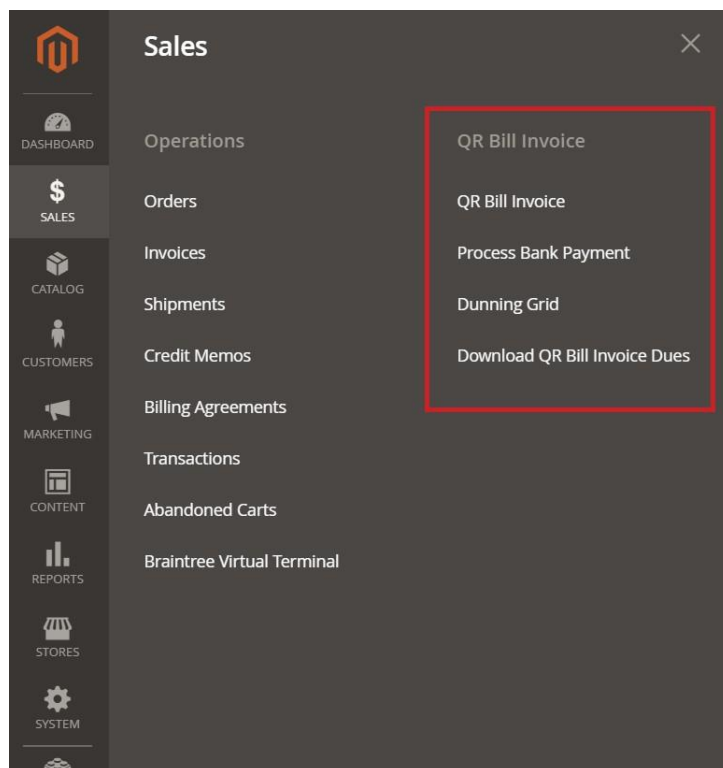 Sales
DASHBOARD
SALES
CATALOG
CUSTOMERS
MARKETING
CONTENT
REPORTS
STORES
SYSTEM
Operations
Orders
Invoices
Shipments
Credit Memos
Billing Agreements
Transactions
Abandoned Carts
Braintree Virtual Terminal
QR Bill Invoice
QR Bill Invoice
Process Bank Payment
Dunning Grid
Download QR Bill Invoice Dues